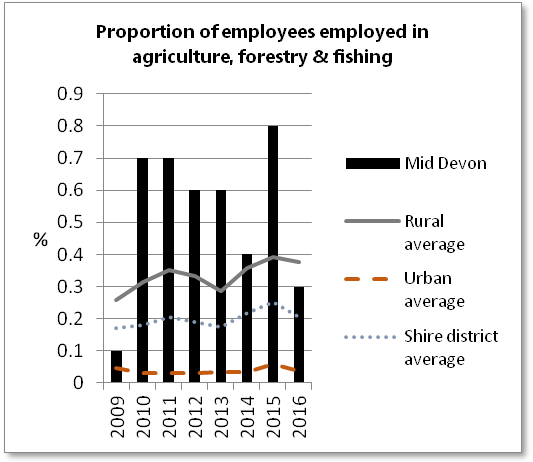 Proportion of employees employed in
agriculture, forestry & fishing
0.9
0.8
0.7
0.6
0.5
0.4
0.3
0.2
0.1
0
%
2009
2010
2011
2012
2013
2014
2015
2016
Mid Devon
Rural
average
Urban
average
Shire district
average